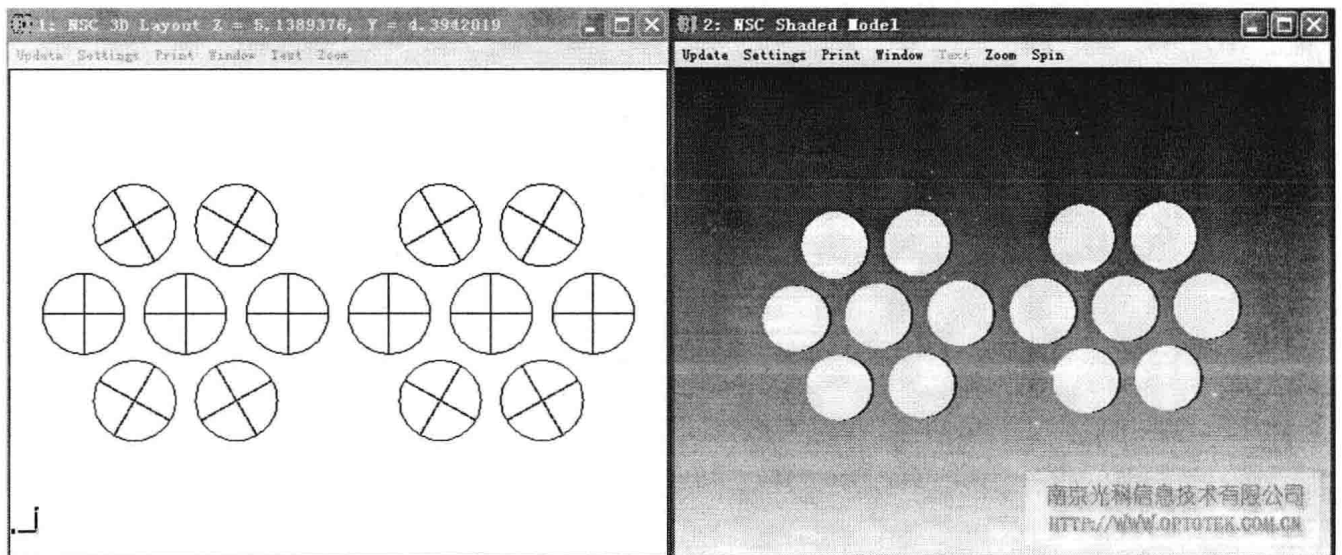 1: NSC 3D Layout Z = 5.1389376, Y = 4.3942019
Update Settings Print Window Text Zoom
2: NSC Shaded Model
Update Settings Print Window Text Zoom Spin
南京光科信息技术有限公司
HTTP://WWW.OPTOTEK.COM.CN